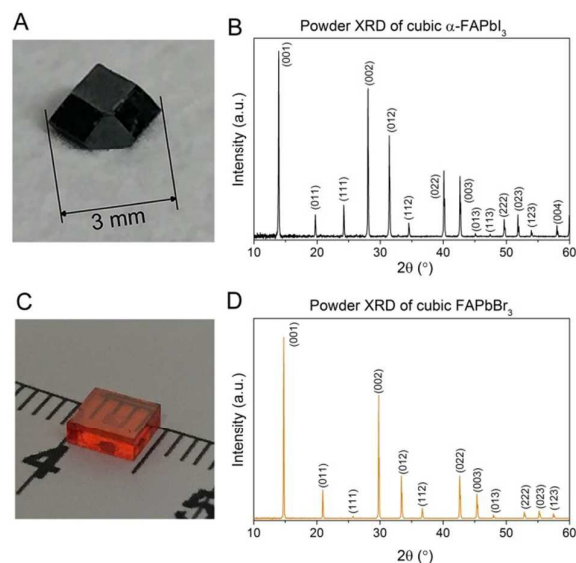 A
3 mm
B
Powder XRD of cubic α-FAPbI₃
Intensity (a.u.)
(001)
(011)
(111)
(002)
(012)
(112)
(022)
(003)
(013)
(113)
(222)
(023)
(123)
(004)
10 20 30 40 50 60
2θ (°)
C
4
D
Powder XRD of cubic FAPbBr₃
Intensity (a.u.)
(001)
(011)
(111)
(002)
(012)
(112)
(022)
(003)
(013)
(222)
(023)
(123)
10 20 30 40 50 60
2θ (°)